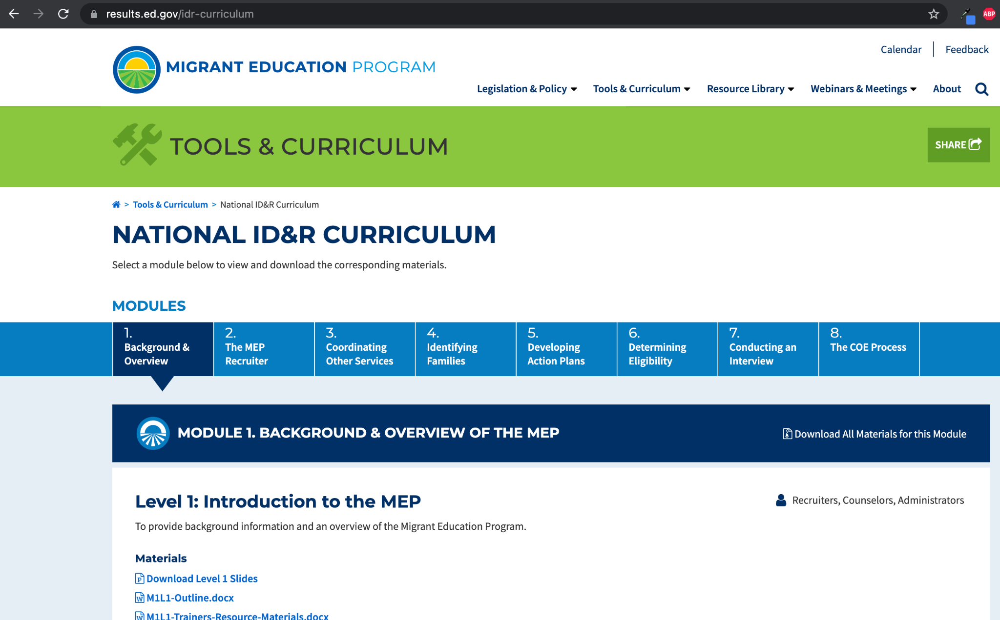 results.ed.gov/idr-curriculum
ABP
Calendar
Feedback
MIGRANT EDUCATION PROGRAM
Legislation & Policy
Tools & Curriculum
Resource Library
Webinars & Meetings
About
TOOLS & CURRICULUM
SHARE
> Tools & Curriculum > National ID&R Curriculum
NATIONAL ID&R CURRICULUM
Select a module below to view and download the corresponding materials.
MODULES
1.
Background &
Overview
2.
The MEP
Recruiter
3.
Coordinating
Other Services
4.
Identifying
Families
5.
Developing
Action Plans
6.
Determining
Eligibility
7.
Conducting an
Interview
8.
The COE Process
MODULE 1. BACKGROUND & OVERVIEW OF THE MEP
Download All Materials for this Module
Level 1: Introduction to the MEP
Recruiters, Counselors, Administrators
To provide background information and an overview of the Migrant Education Program.
Materials
P Download Level 1 Slides
W M1L1-Outline.docx
W M1L1-Trainers-Resource-Materials.docx